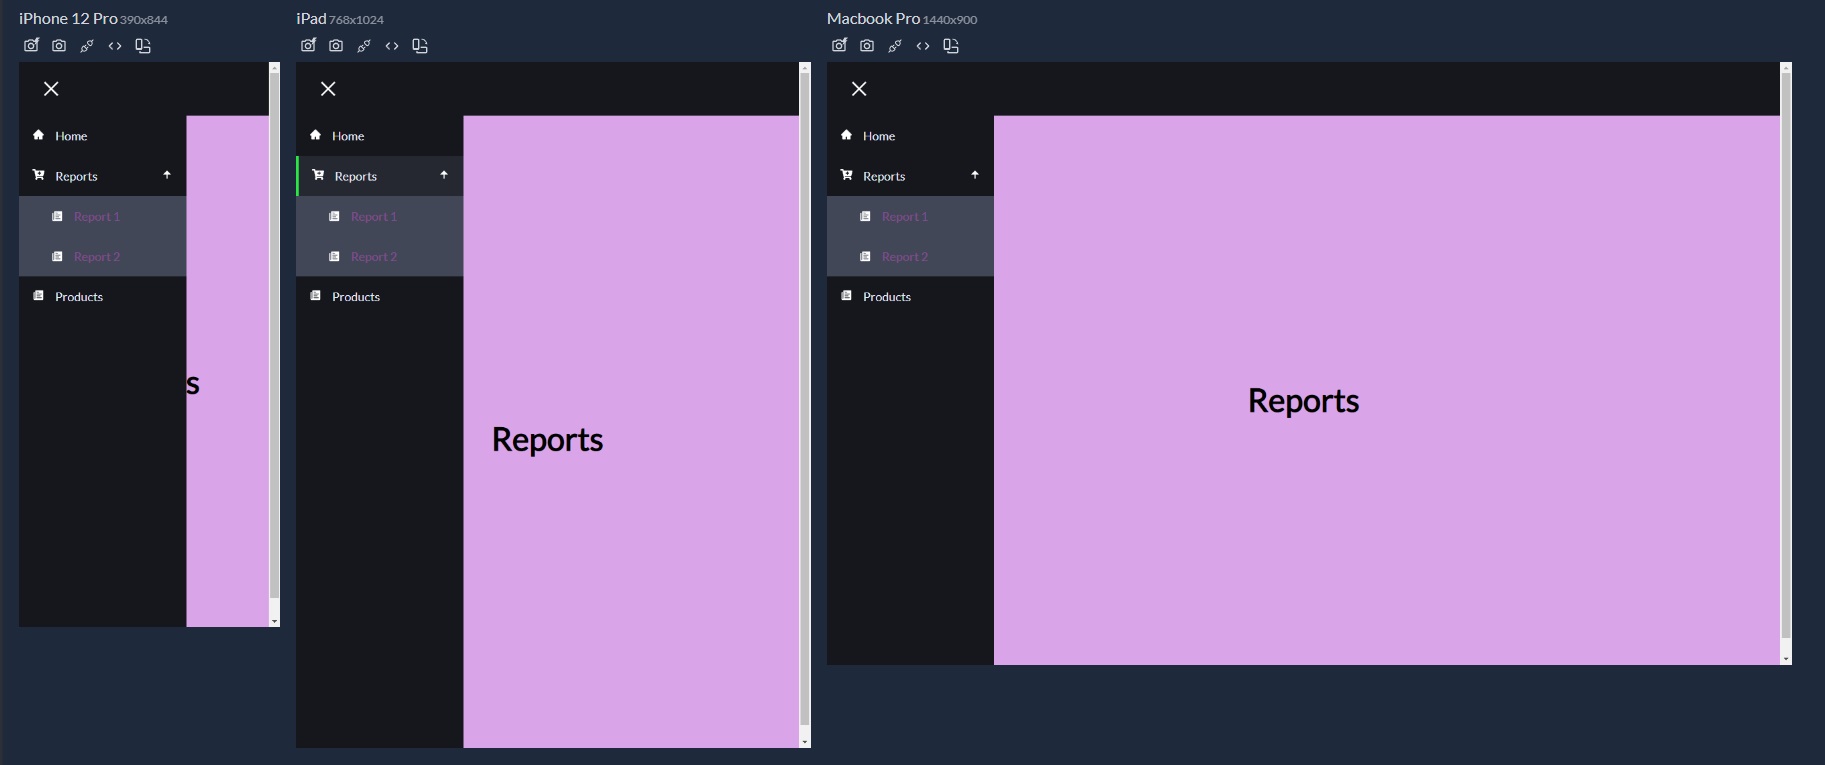 iPhone 12 Pro 390x844
Home
Reports
Report 1
Report 2
Products
s
iPad 768x1024
Home
Reports
Report 1
Report 2
Products
Reports
Macbook Pro 1440x900
Home
Reports
Report 1
Report 2
Products
Reports